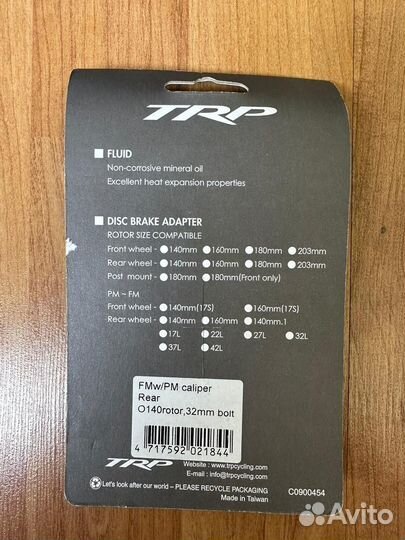 TRP
FLUID
Non-corrosive mineral oil
Excellent heat expansion properties
DISC BRAKE ADAPTER
ROTOR SIZE COMPATIBLE
Front wheel - 140mm 160mm 180mm 203mm
Rear wheel - 140mm 160mm 180mm 203mm
Post mount - 180mm 180mm(Front only)
PM ~ FM
Front wheel - 140mm(17S) 160mm(17S)
Rear wheel - 140mm 160mm 140mm.1
17L 22L 27L 32L
37L 42L
FMw/PM caliper
Rear
O140rotor,32mm bolt
4 717592 021844
TRP
Website : www.trpcycling.com
E-mail : info@trpcycling.com
Let's look after our world – PLEASE RECYCLE PACKAGING
C0900454
Made in Taiwan
Avito